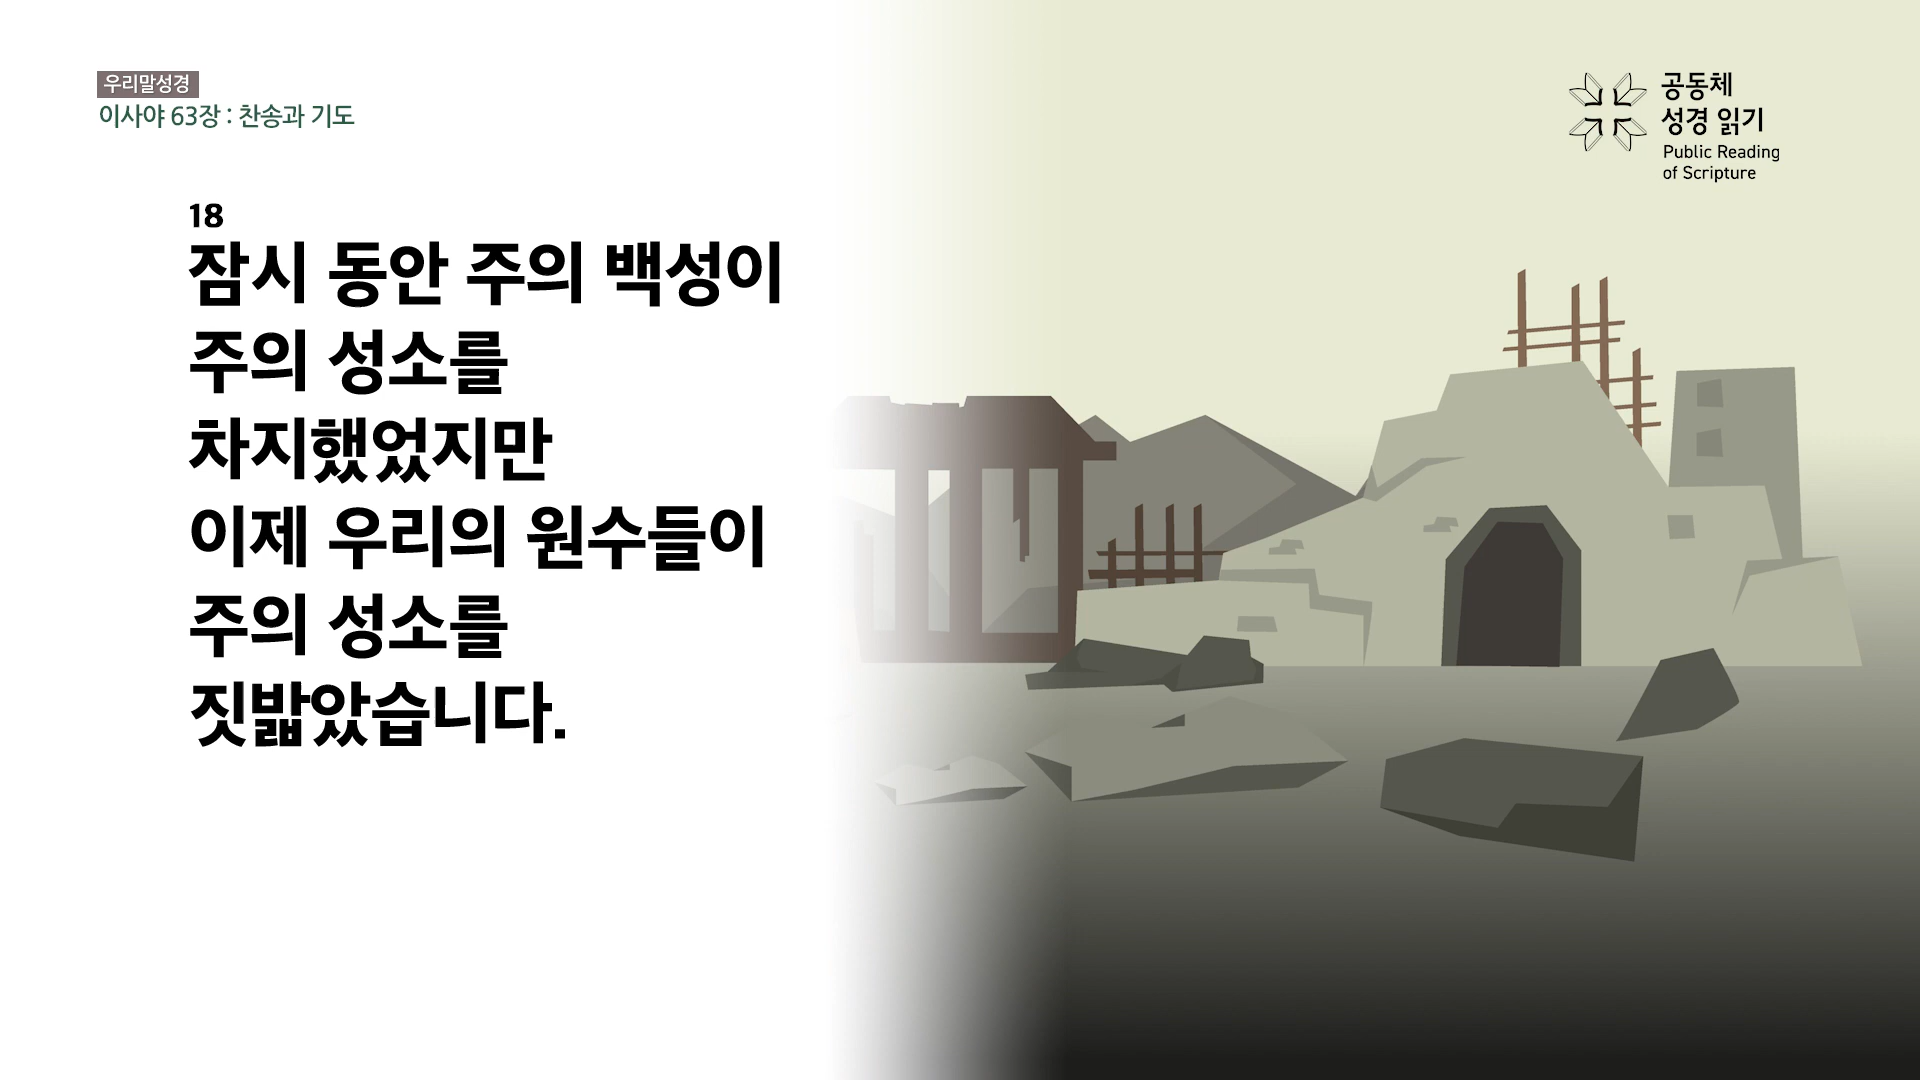 우리말성경
이사야 63장 : 찬송과 기도
공동체
성경 읽기
Public Reading
of Scripture
18
잠시 동안 주의 백성이
주의 성소를
차지했었지만
이제 우리의 원수들이
주의 성소를
짓밟았습니다.